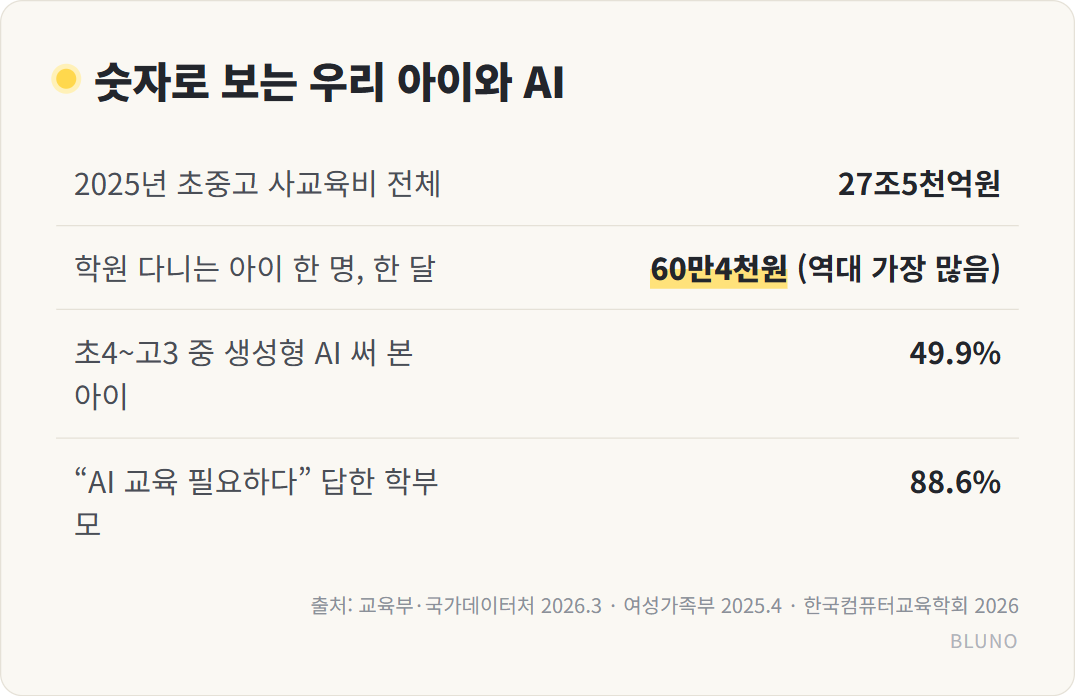 숫자로 보는 우리 아이와 AI
2025년 초중고 사교육비 전체
27조5천억원
학원 다니는 아이 한 명, 한 달
60만4천원 (역대 가장 많음)
초4~고3 중 생성형 AI 써 본
아이
49.9%
“AI 교육 필요하다” 답한 학부
모
88.6%
출처: 교육부·국가데이터처 2026.3 · 여성가족부 2025.4 · 한국컴퓨터교육학회 2026
BLUNO